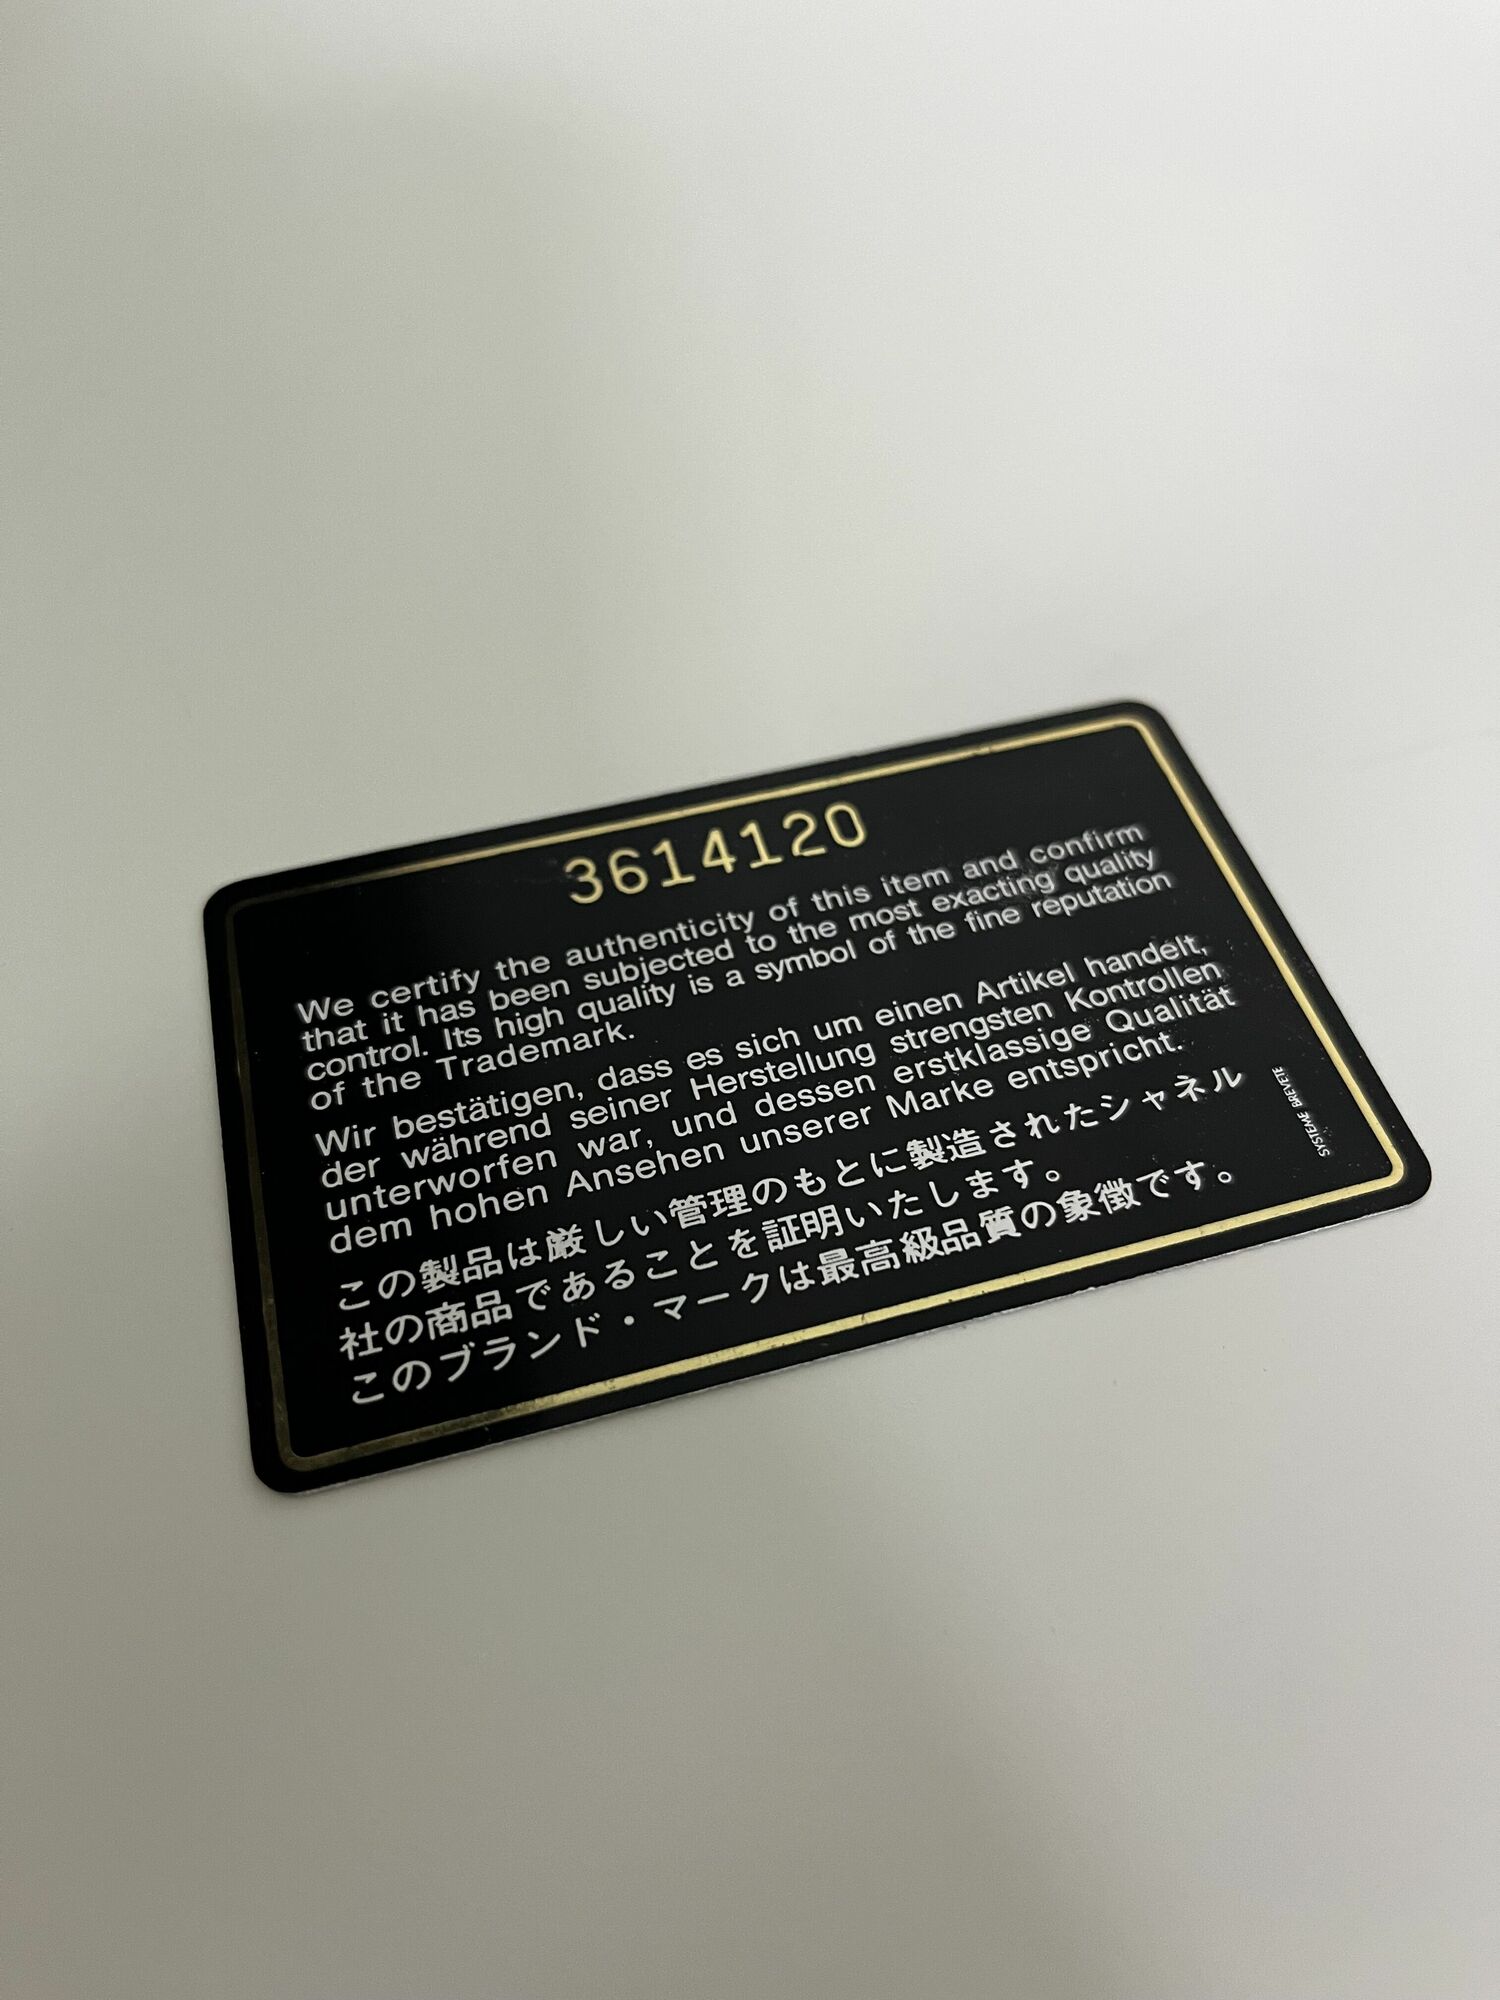 3614120
We certify the authenticity of this item and confirm
that it has been subjected to the most exacting quality
control. Its high quality is a symbol of the fine reputation
of the Trademark.
Wir bestätigen, dass es sich um einen Artikel handelt,
der während seiner Herstellung strengsten Kontrollen
unterworfen war, und dessen erstklassige Qualität
dem hohen Ansehen unserer Marke entspricht.
この製品は厳しい管理のもとに製造されたシャネル
社の商品であることを証明いたします。
このブランド・マークは最高級品質の象徴です。
SYSTEME BREVETE